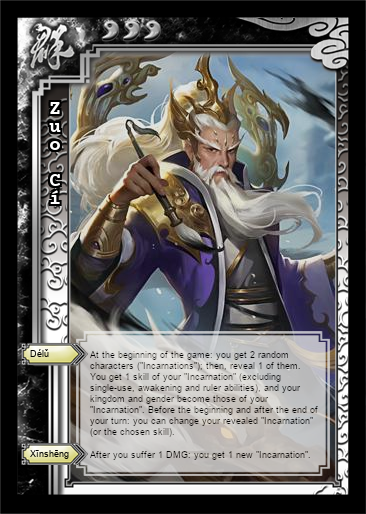 群
Zuo Ci
Délǔ
At the beginning of the game: you get 2 random
characters ("Incarnations"); then, reveal 1 of them.
You get 1 skill of your "Incarnation" (excluding
single-use, awakening and ruler abilities), and your
kingdom and gender become those of your
"Incarnation". Before the beginning and after the end of
your turn: you can change your revealed "Incarnation"
(or the chosen skill).
Xīnshēng
After you suffer 1 DMG: you get 1 new "Incarnation".